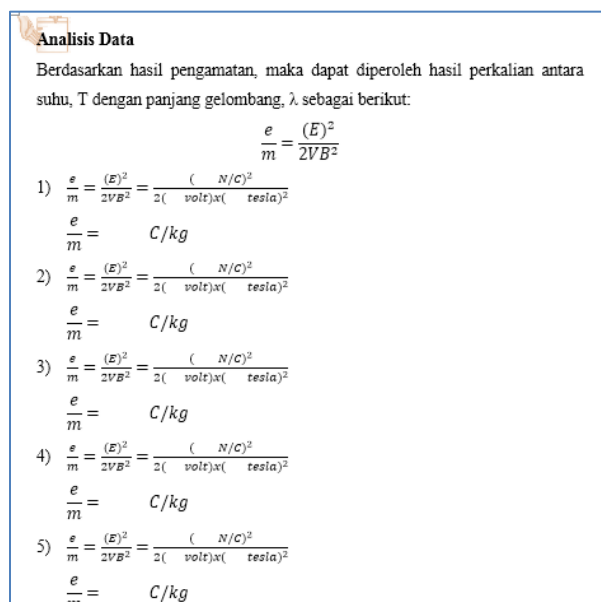 Analisis Data
Berdasarkan hasil pengamatan, maka dapat diperoleh hasil perkalian antara
suhu, T dengan panjang gelombang, λ sebagai berikut:
e/m = (E)²/2VB²
1) e/m = (E)²/2VB² = ( N/C)²/2( volt)x( tesla)²
e/m = C/kg
2) e/m = (E)²/2VB² = ( N/C)²/2( volt)x( tesla)²
e/m = C/kg
3) e/m = (E)²/2VB² = ( N/C)²/2( volt)x( tesla)²
e/m = C/kg
4) e/m = (E)²/2VB² = ( N/C)²/2( volt)x( tesla)²
e/m = C/kg
5) e/m = (E)²/2VB² = ( N/C)²/2( volt)x( tesla)²
e/m = C/kg